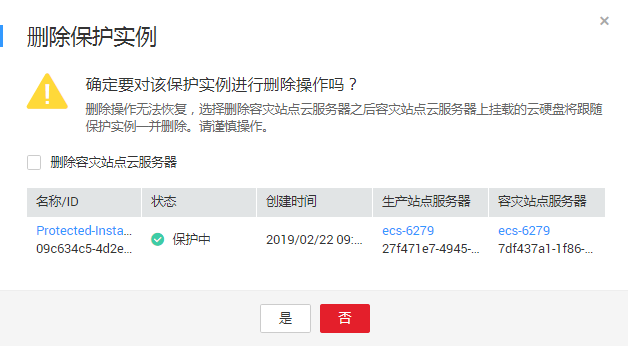 ×
删除保护实例
确定要对该保护实例进行删除操作吗？
删除操作无法恢复，选择删除容灾站点云服务器之后容灾站点云服务器上挂载的云硬盘将跟随
保护实例一并删除。请谨慎操作。
删除容灾站点云服务器
名称/ID 状态 创建时间 生产站点服务器 容灾站点服务器
Protected-Insta... 保护中 2019/02/22 09:... ecs-6279 ecs-6279
09c634c5-4d2e... 27f471e7-4945-... 7df437a1-1f86-...
是 否